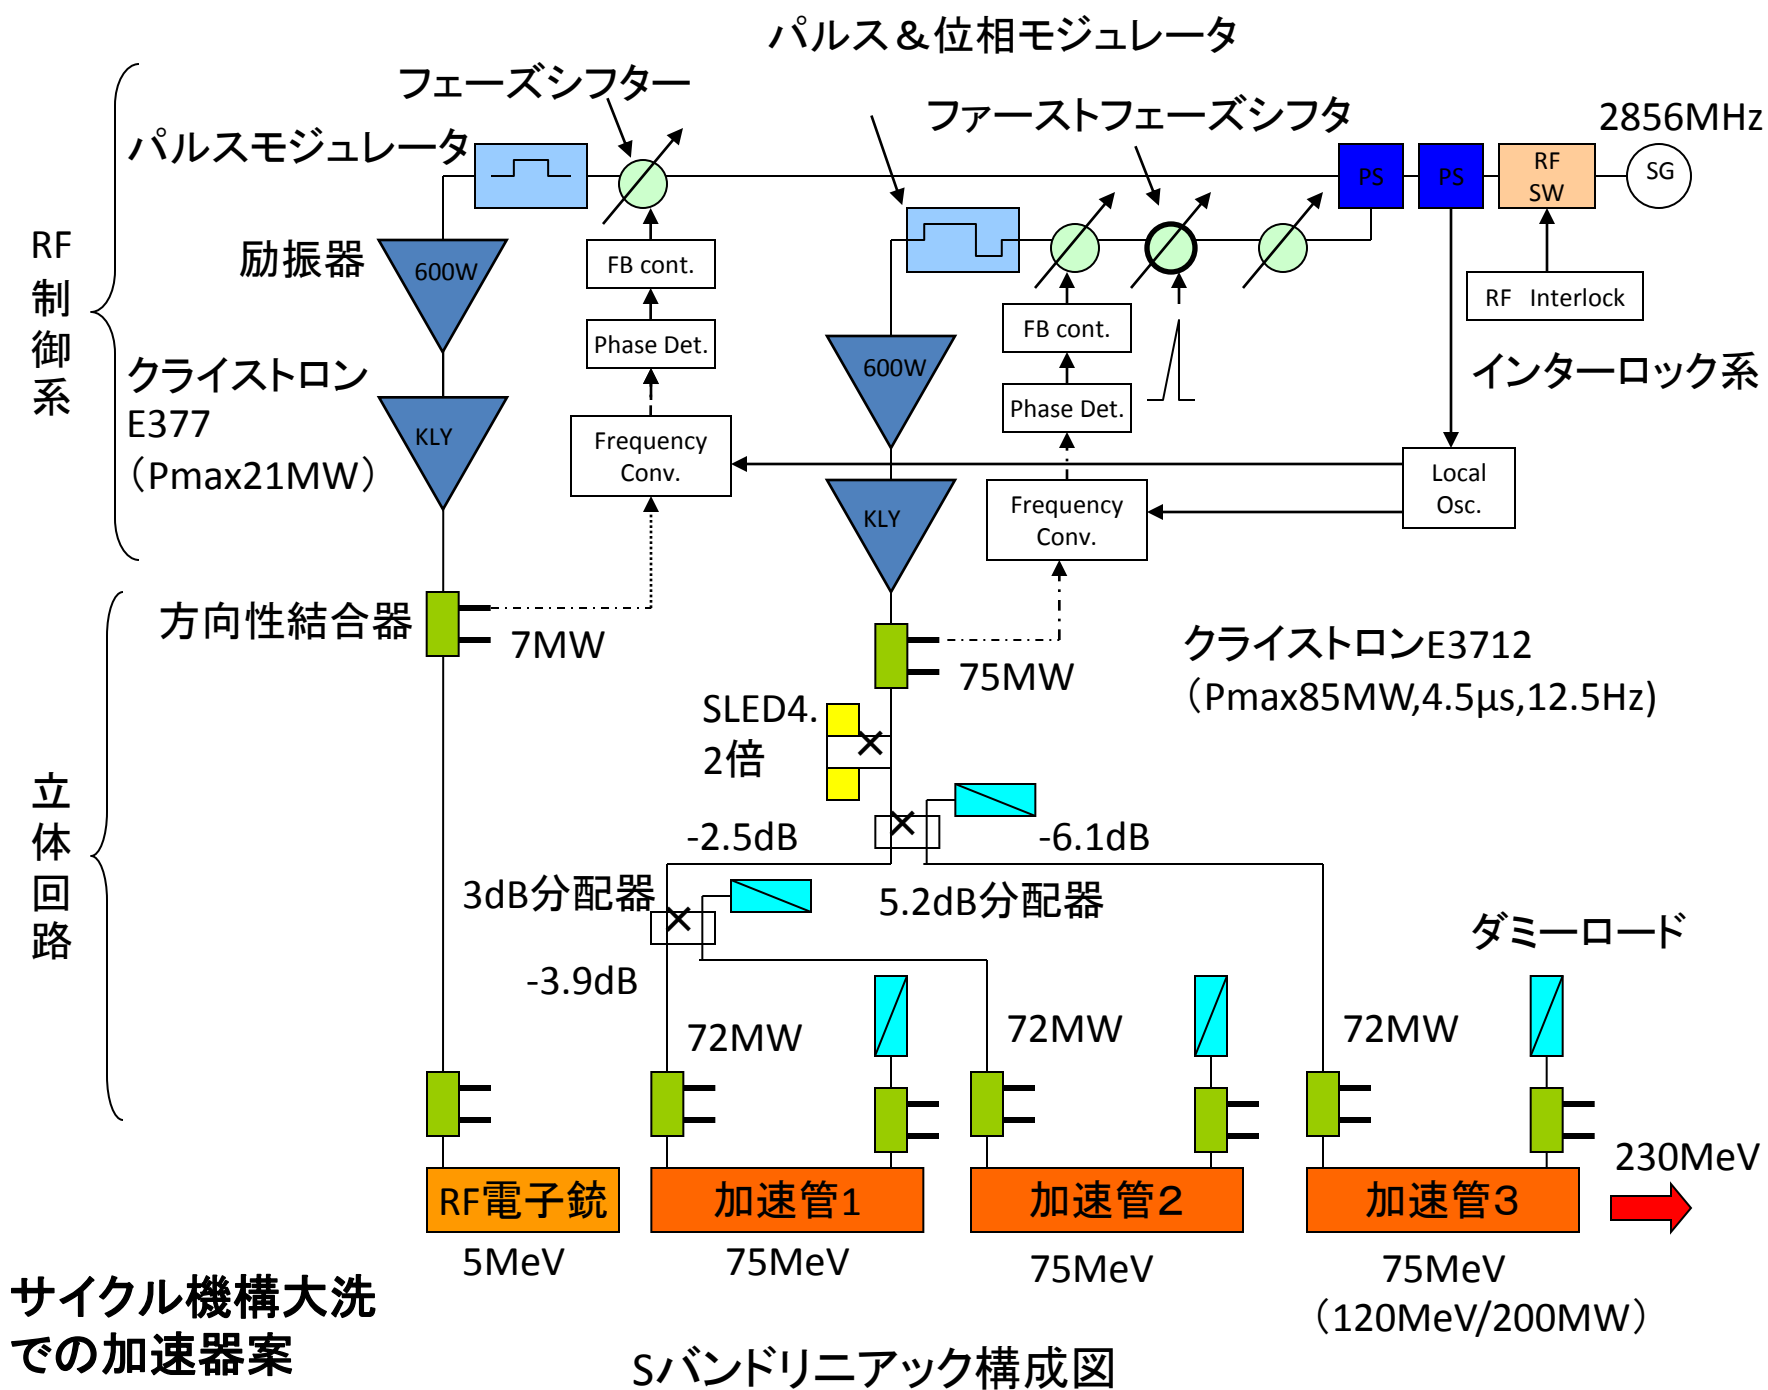 パルス＆位相モジュレータ
フェーズシフター
ファーストフェーズシフタ
2856MHz
パルスモジュレータ
PS
PS
RF
SW
SG
RF
制
御
系
励振器
600W
FB cont.
Phase Det.
FB cont.
RF Interlock
インターロック系
クライストロン
E377
（Pmax21MW）
KLY
Frequency
Conv.
600W
Phase Det.
KLY
Frequency
Conv.
Local
Osc.
方向性結合器
7MW
75MW
クライストロンE3712
（Pmax85MW,4.5μs,12.5Hz)
SLED4.
2倍
立
体
回
路
-2.5dB
-6.1dB
3dB分配器
5.2dB分配器
ダミーロード
-3.9dB
72MW
72MW
72MW
230MeV
RF電子銃
加速管1
加速管２
加速管３
5MeV
75MeV
75MeV
75MeV
（120MeV/200MW）
サイクル機構大洗
での加速器案
Sバンドリニアック構成図